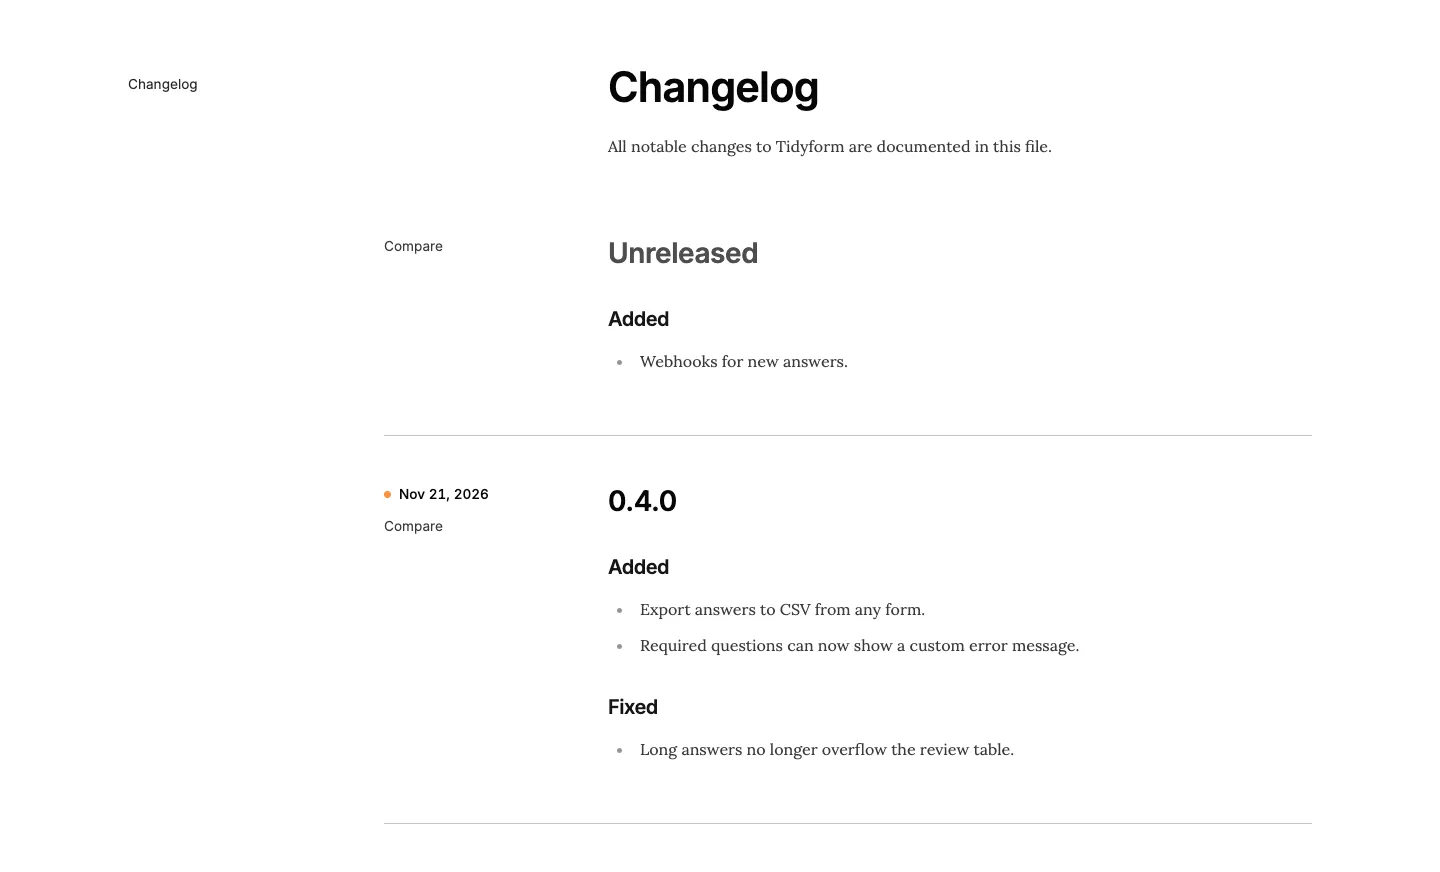 Changelog
Changelog
All notable changes to Tidyform are documented in this file.
Compare
Unreleased
Added
Webhooks for new answers.
Nov 21, 2026
Compare
0.4.0
Added
Export answers to CSV from any form.
Required questions can now show a custom error message.
Fixed
Long answers no longer overflow the review table.